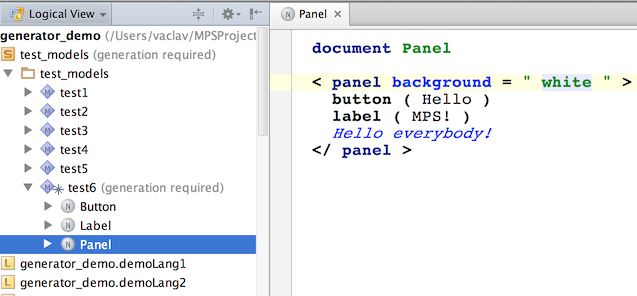 Logical View
generator_demo (/Users/vaclav/MPSProject
test_models (generation required)
test_models
test1
test2
test3
test4
test5
test6 (generation required)
Button
Label
Panel
generator_demo.demoLang1
generator_demo.demoLang2
Panel
document Panel
< panel background = " white " >
button ( Hello )
label ( MPS! )
Hello everybody!
</ panel >